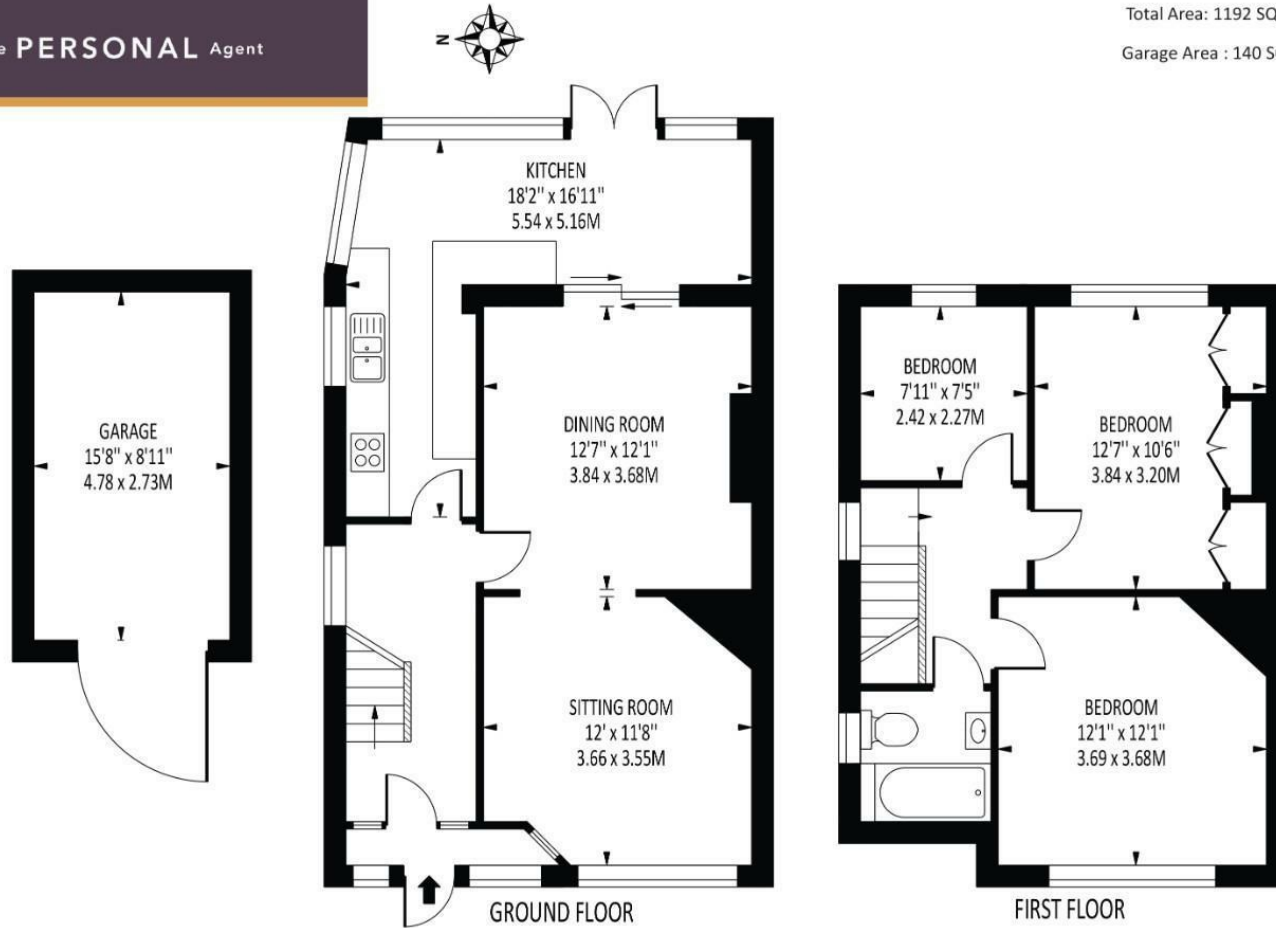 PERSONAL Agent
N
Total Area: 1192 SQ
Garage Area : 140
KITCHEN
18'2" x 16'11"
5.54 x 5.16M
GARAGE
15'8" x 8'11"
4.78 x 2.73M
DINING ROOM
12'7" x 12'1"
3.84 x 3.68M
SITTING ROOM
12' x 11'8"
3.66 x 3.55M
GROUND FLOOR
BEDROOM
7'11" x 7'5"
2.42 x 2.27M
BEDROOM
12'7" x 10'6"
3.84 x 3.20M
BEDROOM
12'1" x 12'1"
3.69 x 3.68M
FIRST FLOOR